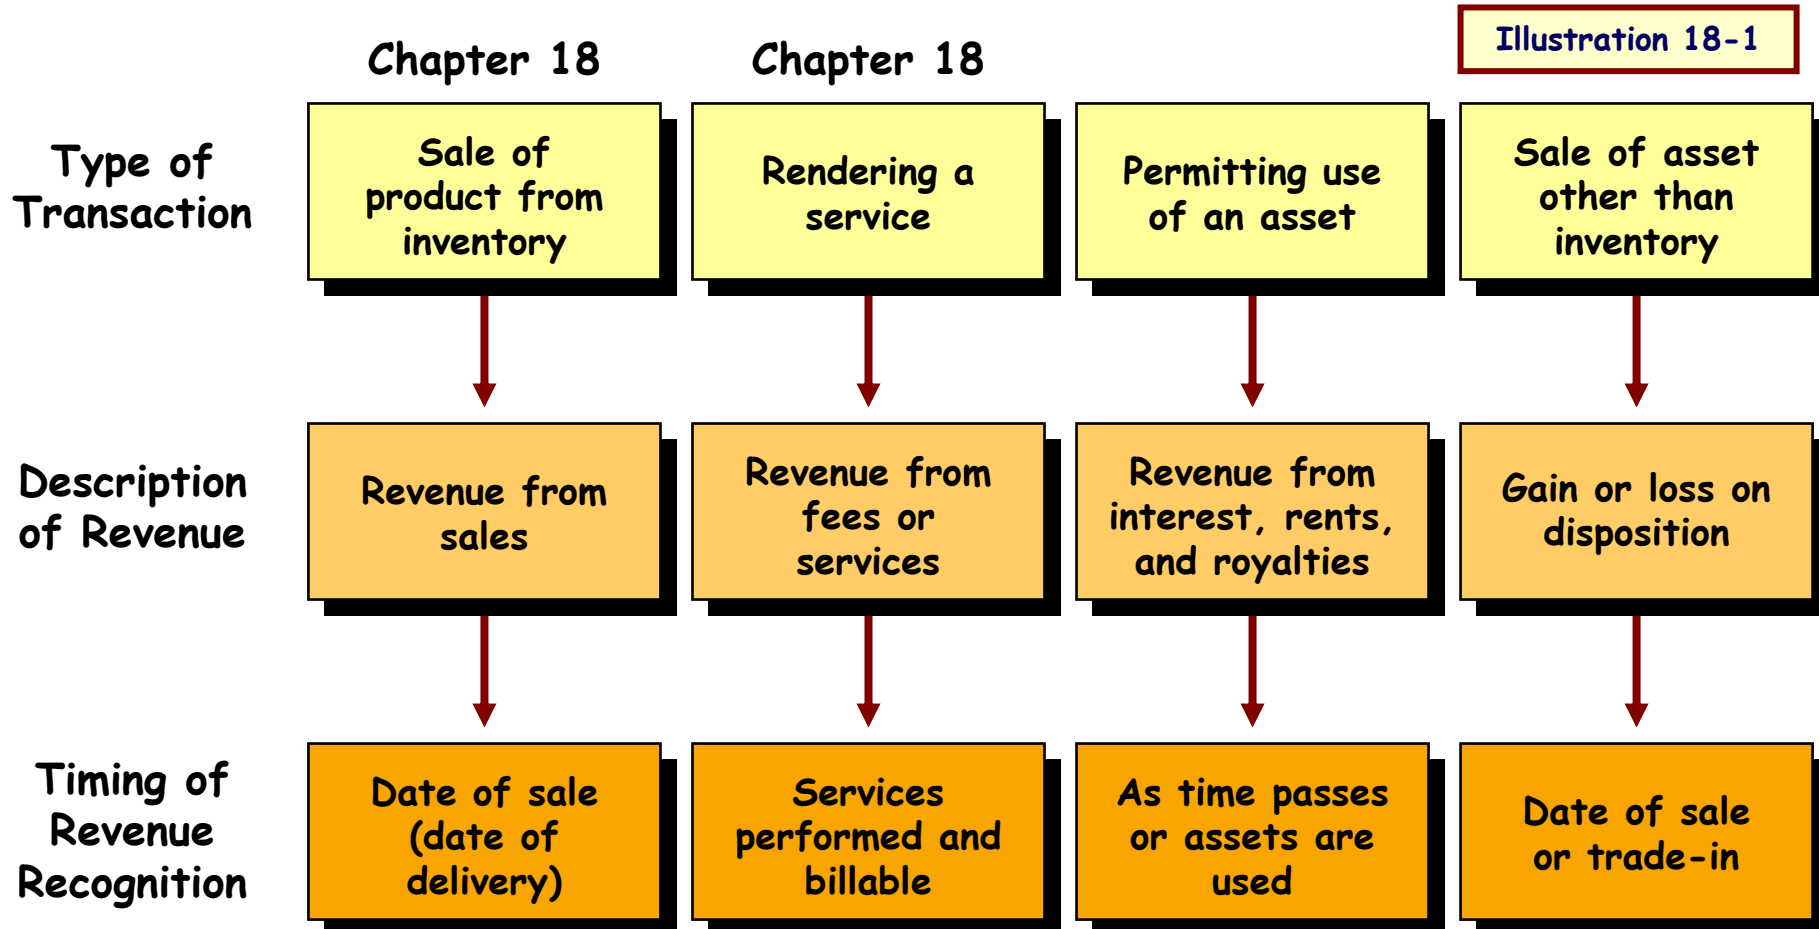 Illustration 18-1
Chapter 18
Chapter 18
Type of
Transaction
Sale of
product from
inventory
Rendering a
service
Permitting use
of an asset
Sale of asset
other than
inventory
Description
of Revenue
Revenue from
sales
Revenue from
fees or
services
Revenue from
interest, rents,
and royalties
Gain or loss on
disposition
Timing of
Revenue
Recognition
Date of sale
(date of
delivery)
Services
performed and
billable
As time passes
or assets are
used
Date of sale
or trade-in